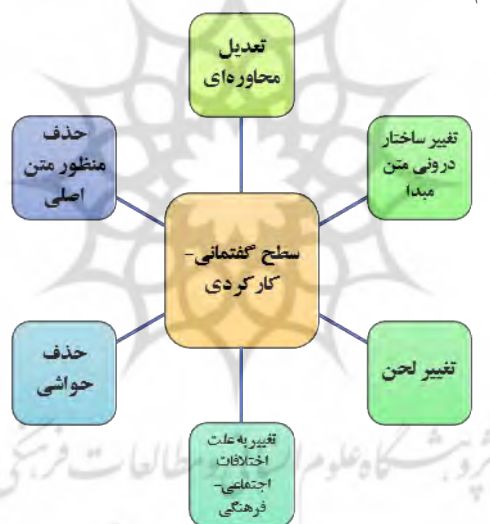 تعدیل
محاوره‌ای
تغییر ساختار
درونی متن
مبدا
حذف
منظور متن
اصلی
سطح گفتمانی-
کارکردی
تغییر لحن
حذف
حواشی
تغییر به علت
اختلافات
اجتماعی-
فرهنگی